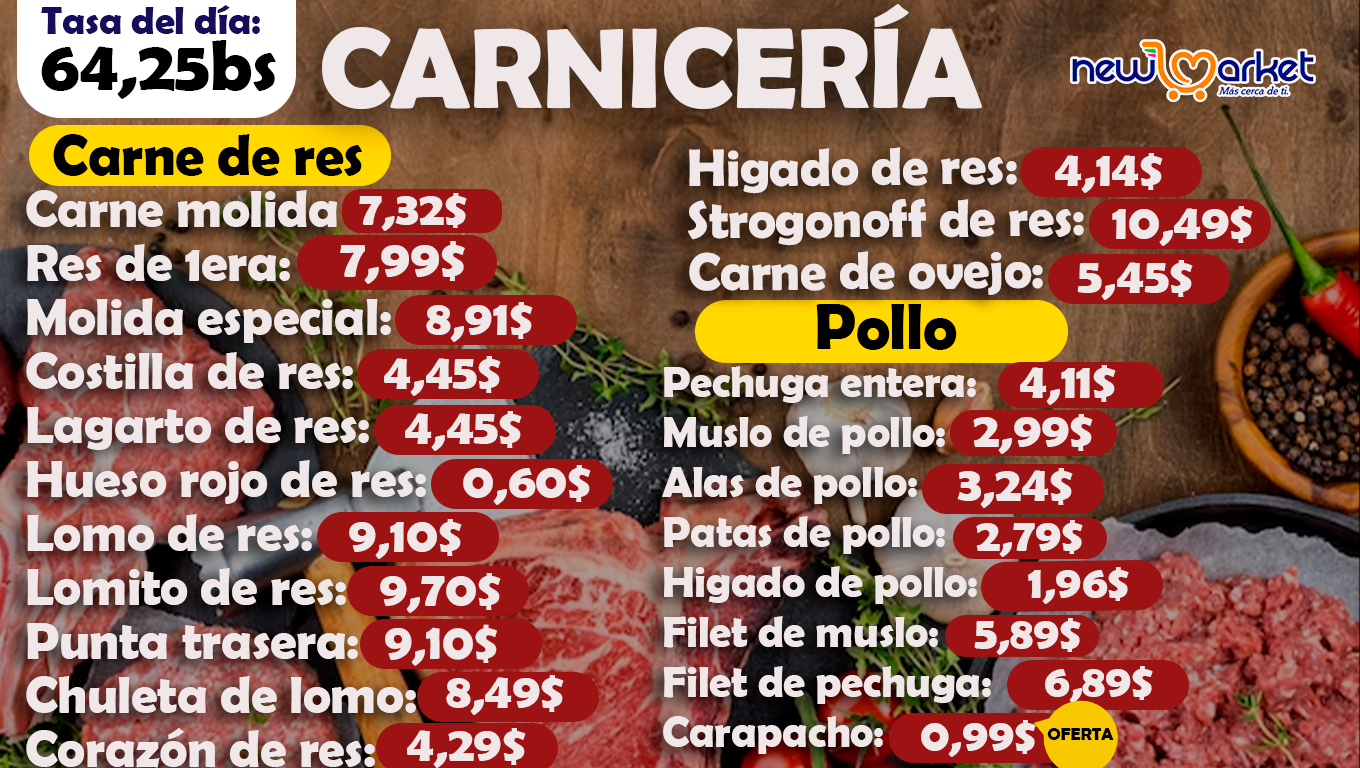 Tasa del día:
64,25bs
CARNICERÍA
new market
Más cerca de ti.
Carne de res
Carne molida 7,32$
Res de 1era: 7,99$
Molida especial: 8,91$
Costilla de res: 4,45$
Lagarto de res: 4,45$
Hueso rojo de res: 0,60$
Lomo de res: 9,10$
Lomito de res: 9,70$
Punta trasera: 9,10$
Chuleta de lomo: 8,49$
Corazón de res: 4,29$
Higado de res: 4,14$
Strogonoff de res: 10,49$
Carne de ovejo: 5,45$
Pollo
Pechuga entera: 4,11$
Muslo de pollo: 2,99$
Alas de pollo: 3,24$
Patas de pollo: 2,79$
Higado de pollo: 1,96$
Filet de muslo: 5,89$
Filet de pechuga: 6,89$
Carapacho: 0,99$ OFERTA